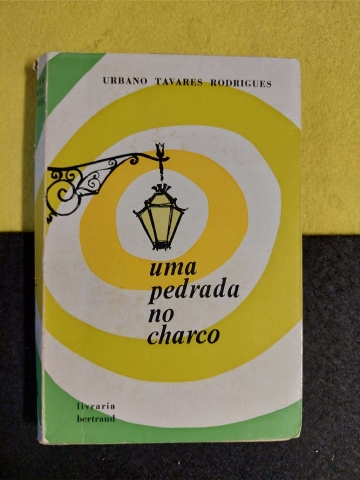 URBANO TAVARES RODRIGUES
uma
pedrada
no
charco
livraria
bertrand